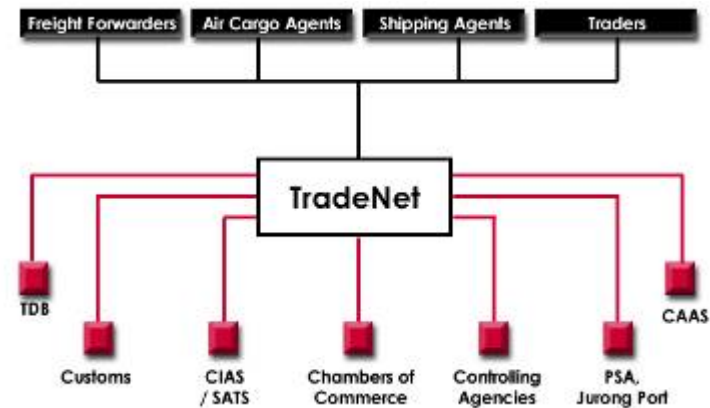 Freight Forwarders
Air Cargo Agents
Shipping Agents
Traders
TradeNet
TDB
CAAS
Customs
CIAS
/ SATS
Chambers of
Commerce
Controlling
Agencies
PSA,
Jurong Port